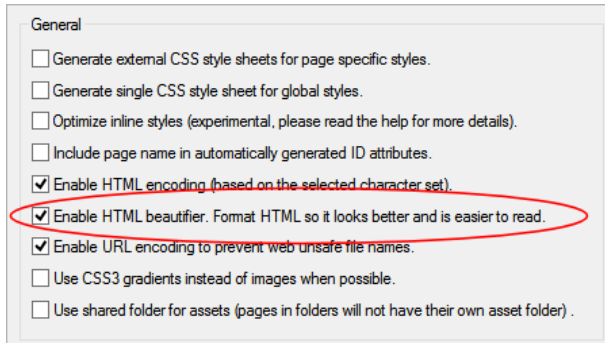 General
Generate external CSS style sheets for page specific styles.
Generate single CSS style sheet for global styles.
Optimize inline styles (experimental, please read the help for more details).
Include page name in automatically generated ID attributes.
Enable HTML encoding (based on the selected character set).
Enable HTML beautifier. Format HTML so it looks better and is easier to read.
Enable URL encoding to prevent web unsafe file names.
Use CSS3 gradients instead of images when possible.
Use shared folder for assets (pages in folders will not have their own asset folder) .